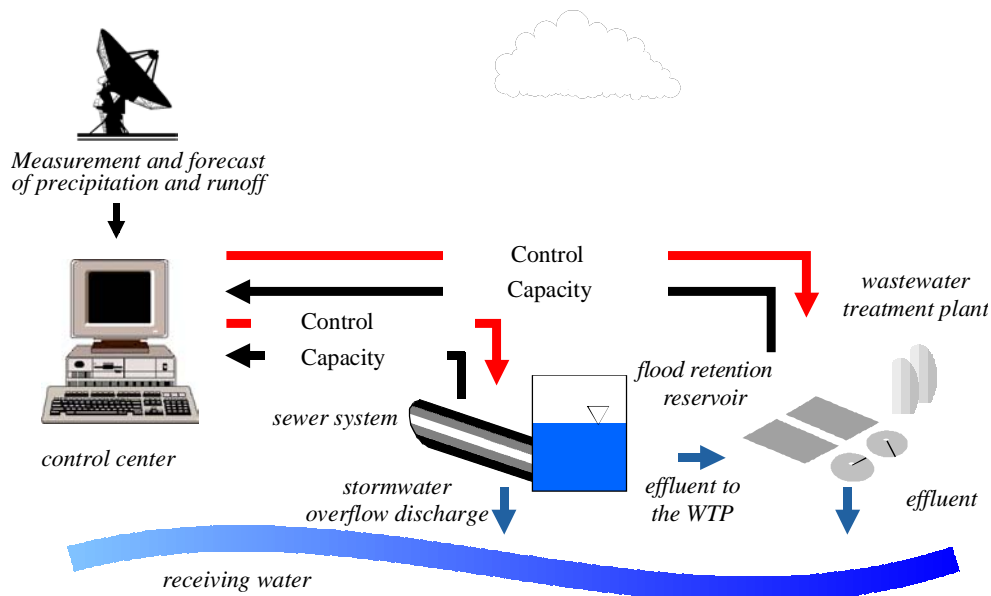 Measurement and forecast
of precipitation and runoff
Control
Capacity
wastewater
treatment plant
Control
Capacity
flood retention
reservoir
sewer system
control center
stormwater
overflow discharge
effluent to
the WTP
effluent
receiving water